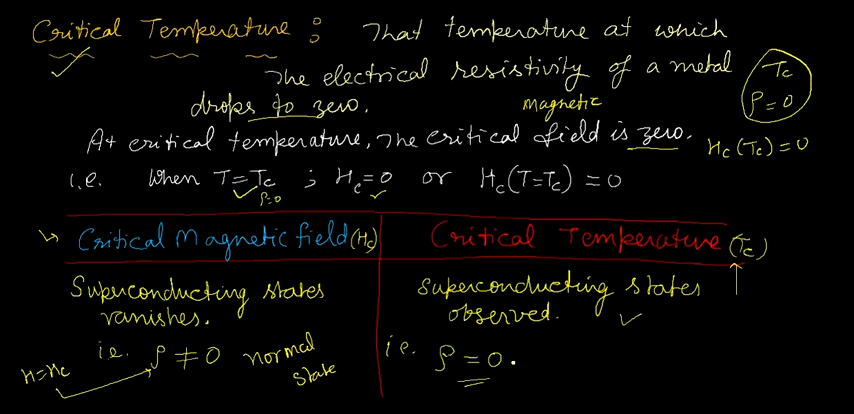 Critical Temperature : That temperature at which
The electrical resistivity of a metal
drops to zero.
Tc
ρ=0
magnetic
At critical temperature, The critical field is zero. Hc(Tc)=0
i.e. When T=Tc ; Hc=0 or Hc(T=Tc)=0
ρ=0
↳ Critical Magnetic field (Hc) Critical Temperature (Tc)
Superconducting states
vanishes.
i.e. ρ ≠ 0 normal
state
H=Hc
Superconducting states
observed.
i.e. ρ = 0.